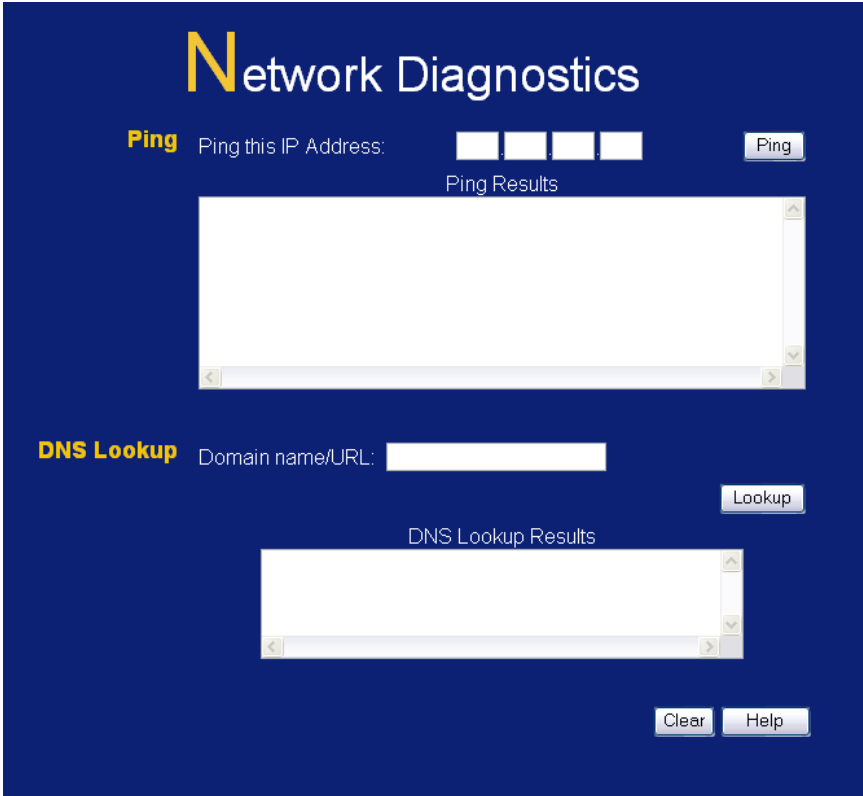 Network Diagnostics
Ping Ping this IP Address: . . . Ping
Ping Results
DNS Lookup Domain name/URL:
Lookup
DNS Lookup Results
Clear Help